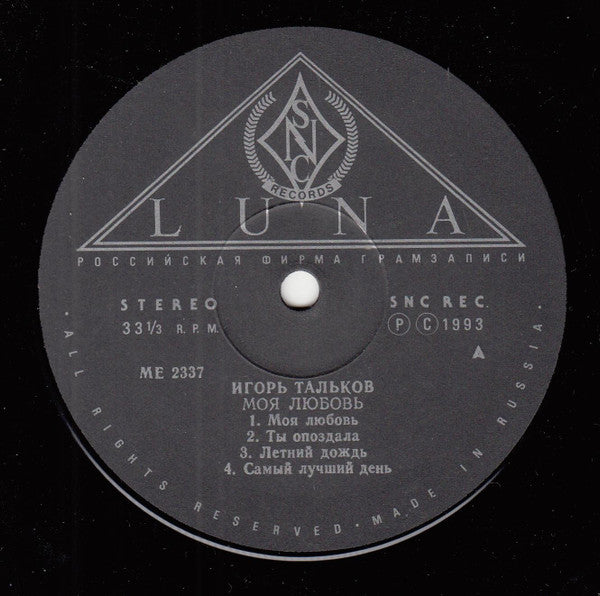 SNC
RECORDS
LUNA
РОССИЙСКАЯ ФИРМА ГРАМЗАПИСИ
STEREO
33 1/3 R.P.M.
SNC REC.
Ⓟ Ⓒ 1993
A
ME 2337
ИГОРЬ ТАЛЬКОВ
МОЯ ЛЮБОВЬ
1. Моя любовь
2. Ты опоздала
3. Летний дождь
4. Самый лучший день
· ALL RIGHTS RESERVED · MADE IN RUSSIA ·